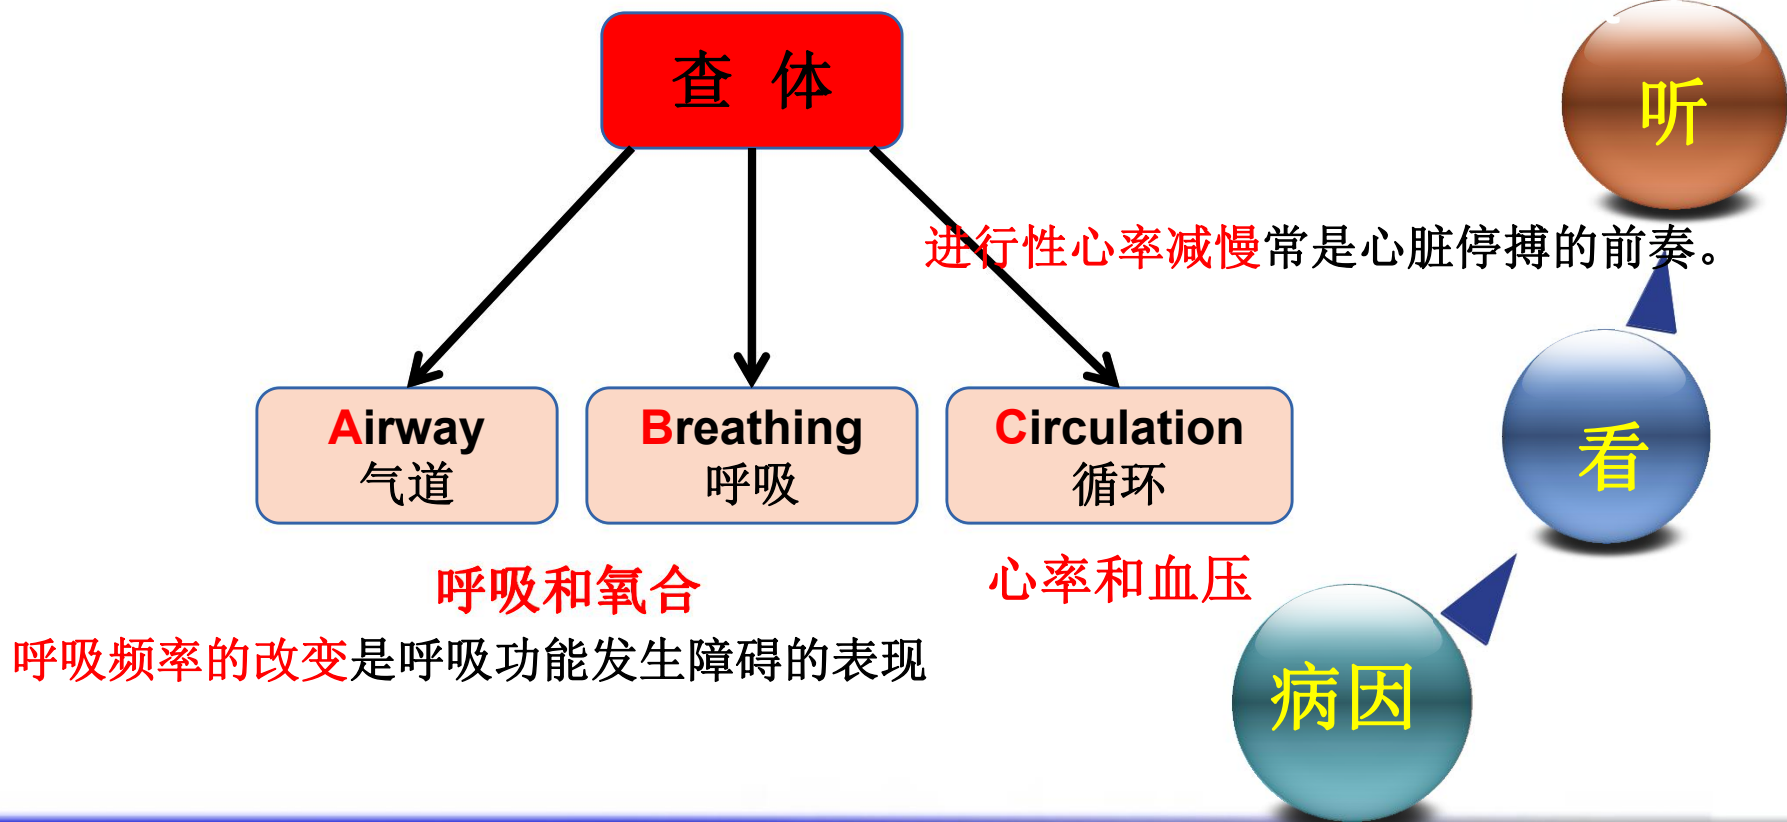 查 体
听
进行性心率减慢常是心脏停搏的前奏。
Airway
气道
Breathing
呼吸
Circulation
循环
看
呼吸和氧合
心率和血压
呼吸频率的改变是呼吸功能发生障碍的表现
病因